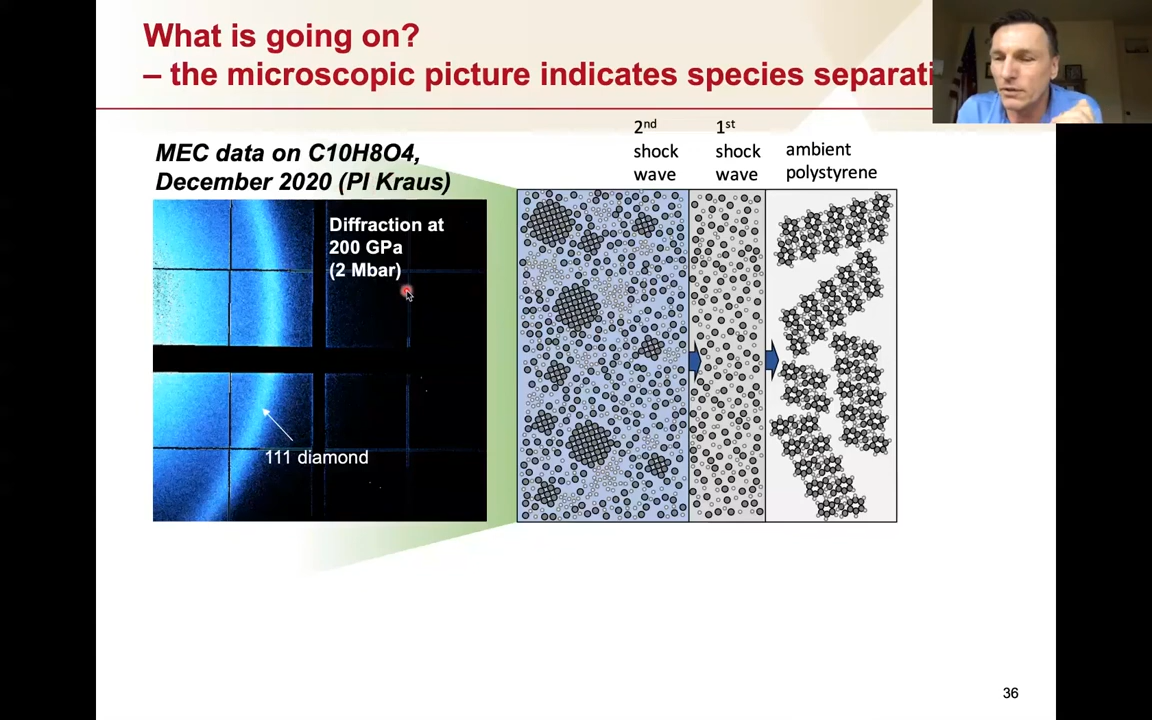 What is going on?
– the microscopic picture indicates species separati
MEC data on C10H8O4,
December 2020 (PI Kraus)
Diffraction at
200 GPa
(2 Mbar)
111 diamond
2nd
shock
wave
1st
shock
wave
ambient
polystyrene
36